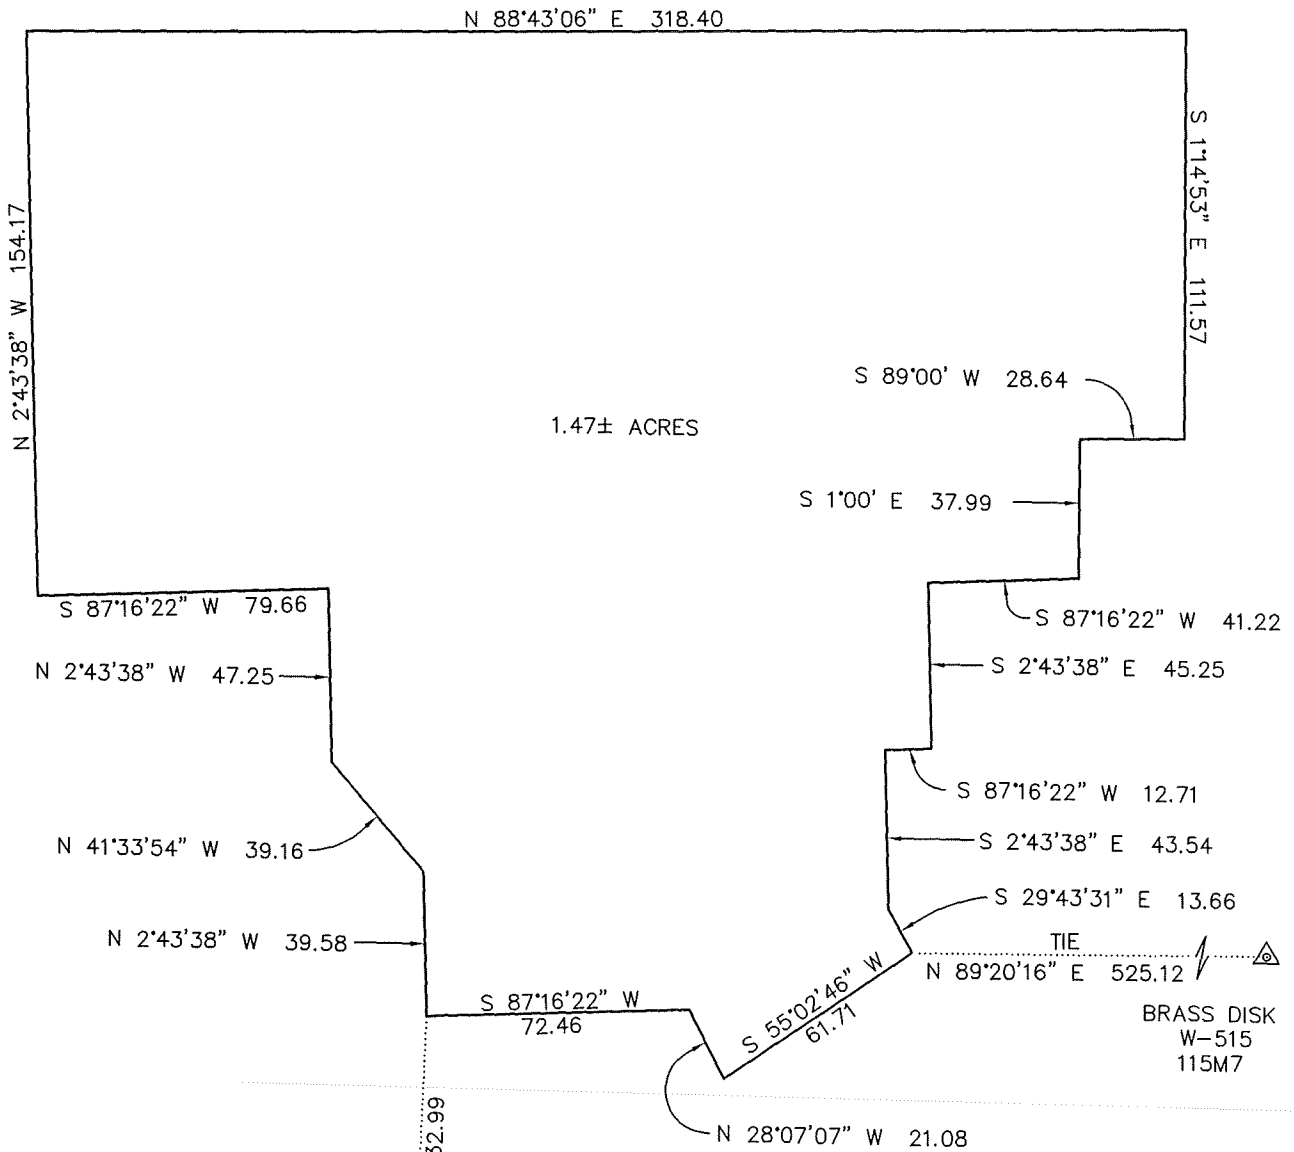 N 88°43'06" E 318.40
S 1°14'53" E 111.57
N 2°43'38" W 154.17
S 89°00' W 28.64
1.47± ACRES
S 1°00' E 37.99
S 87°16'22" W 79.66
S 87°16'22" W 41.22
N 2°43'38" W 47.25
S 2°43'38" E 45.25
S 87°16'22" W 12.71
N 41°33'54" W 39.16
S 2°43'38" E 43.54
S 29°43'31" E 13.66
N 2°43'38" W 39.58
TIE
N 89°20'16" E 525.12
S 55°02'46" W
61.71
S 87°16'22" W
72.46
BRASS DISK
W-515
115M7
32.99
N 28°07'07" W 21.08